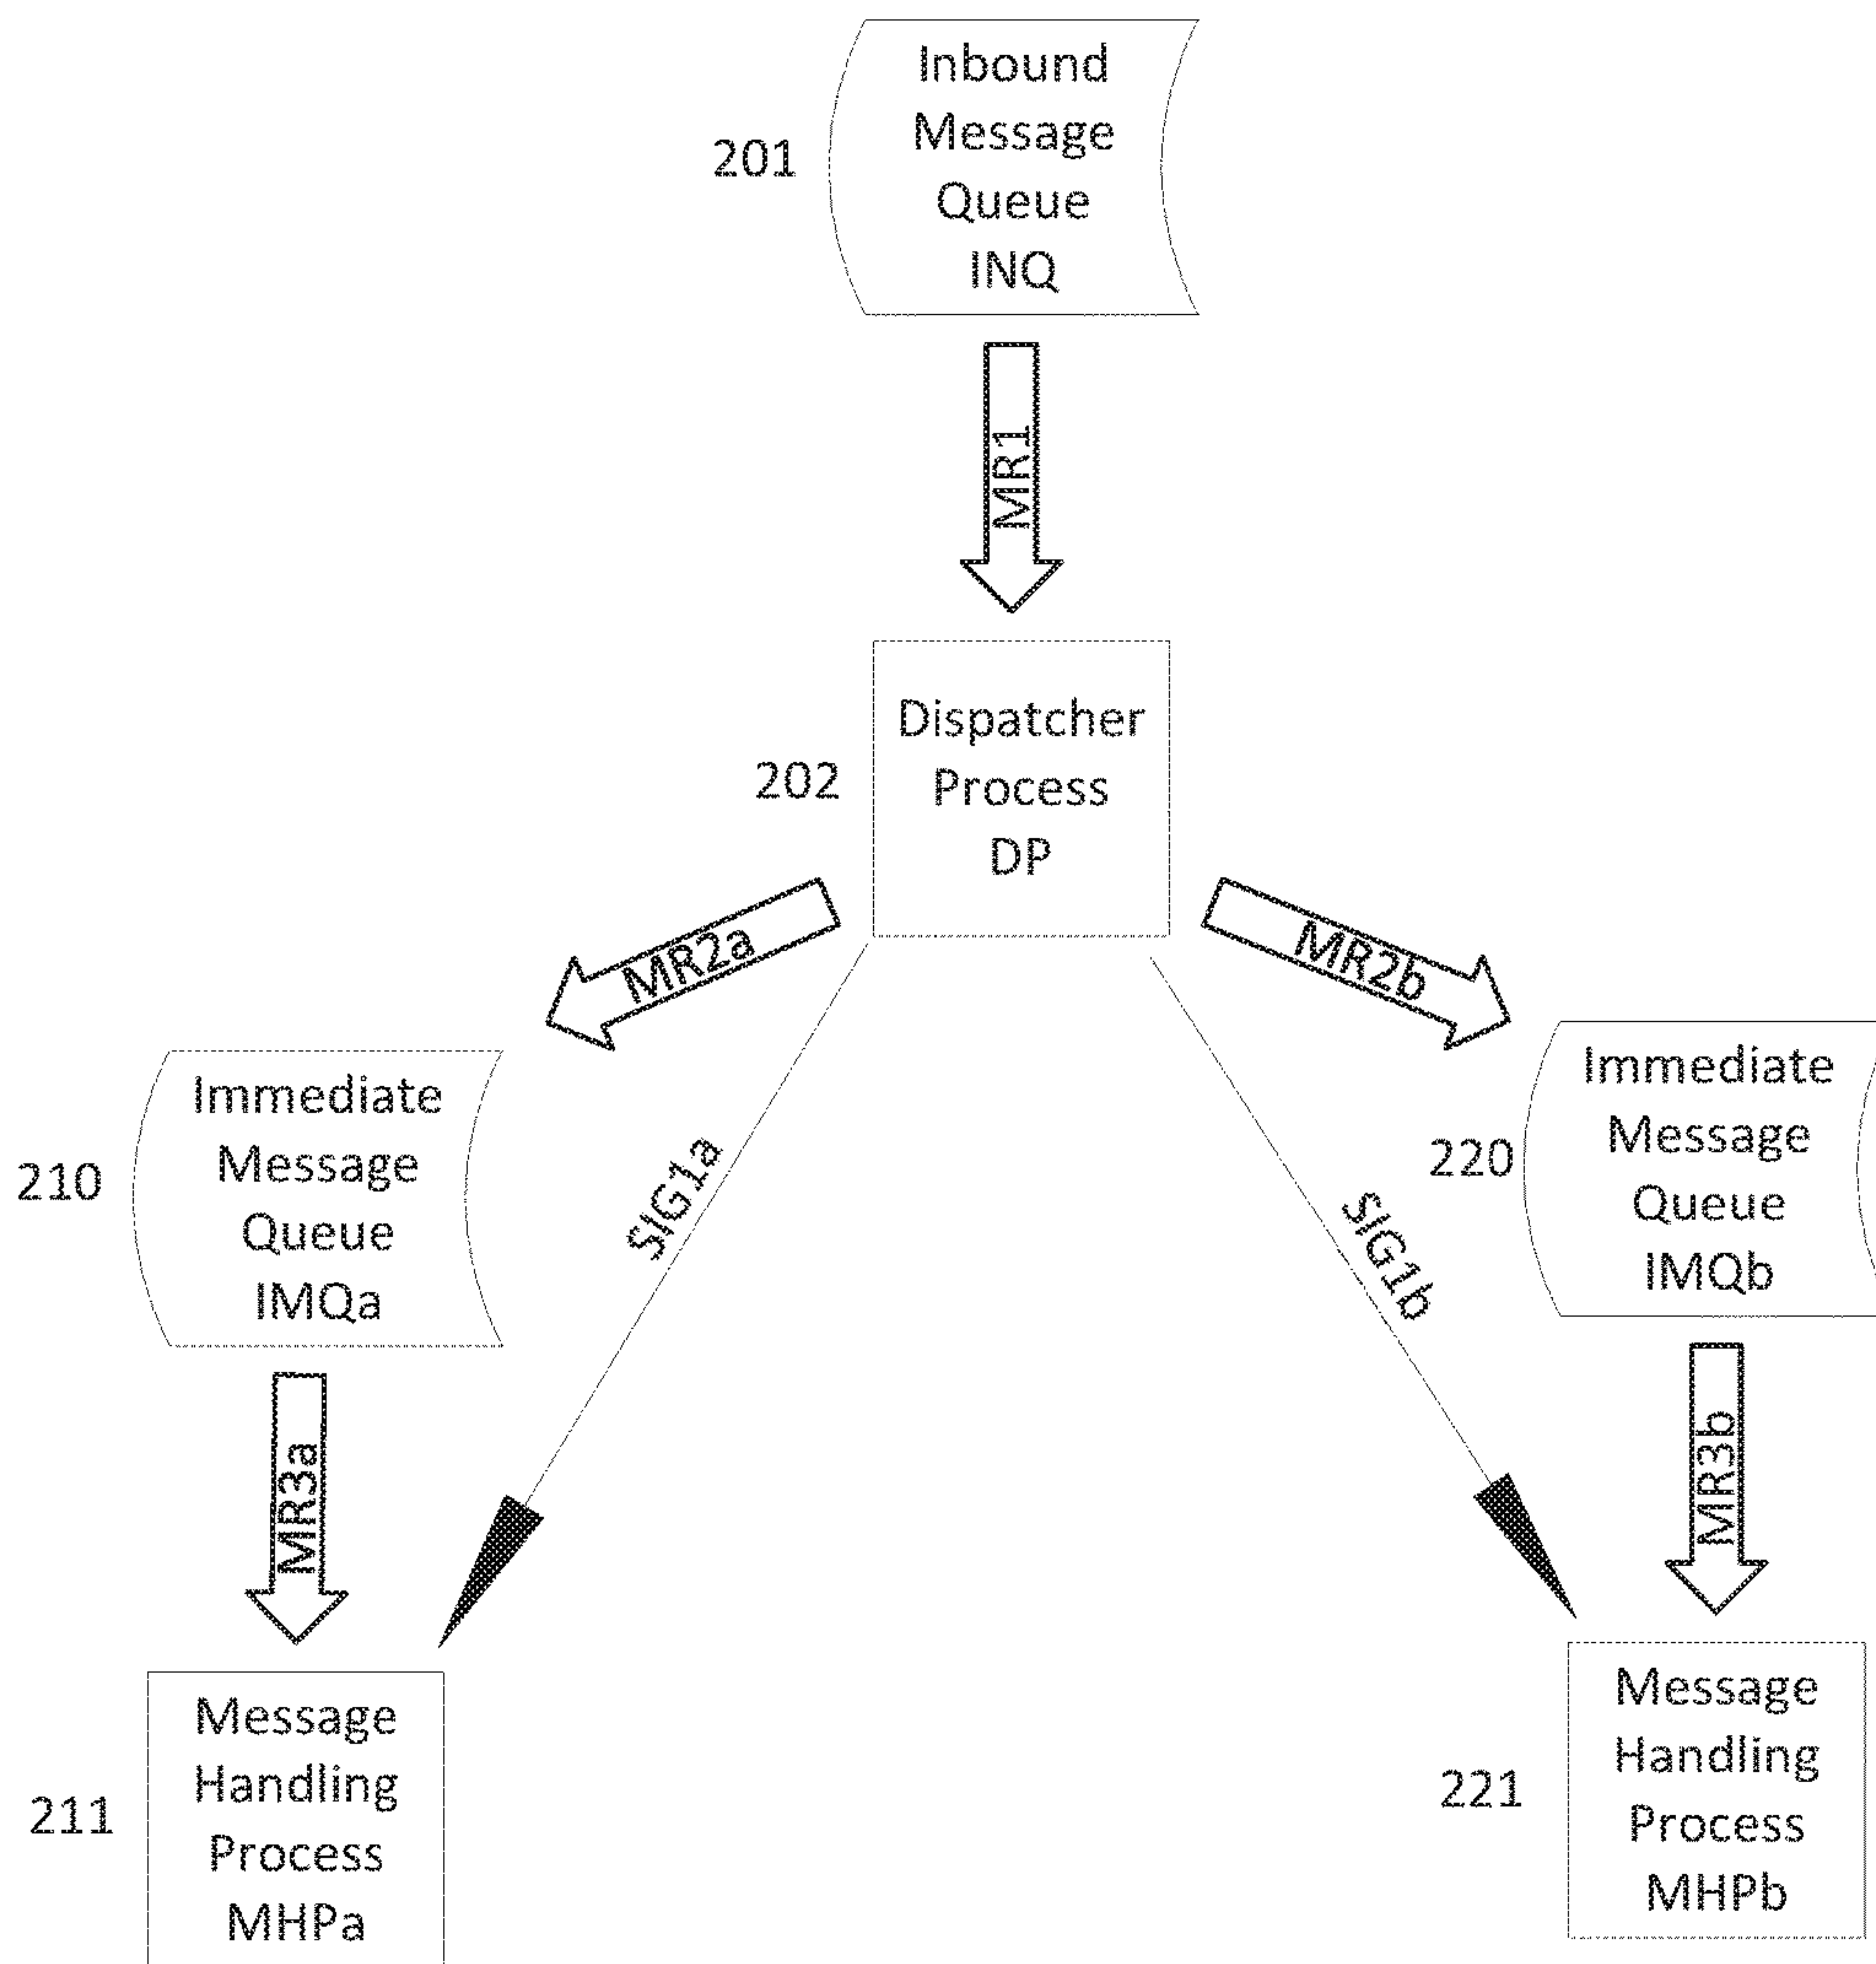 Inbound
Message
Queue
INQ
201
MR1
Dispatcher
Process
DP
202
MR2a
MR2b
Immediate
Message
Queue
IMQa
210
SIG1a
SIG1b
Immediate
Message
Queue
IMQb
220
MR3a
MR3b
Message
Handling
Process
MHPa
211
Message
Handling
Process
MHPb
221